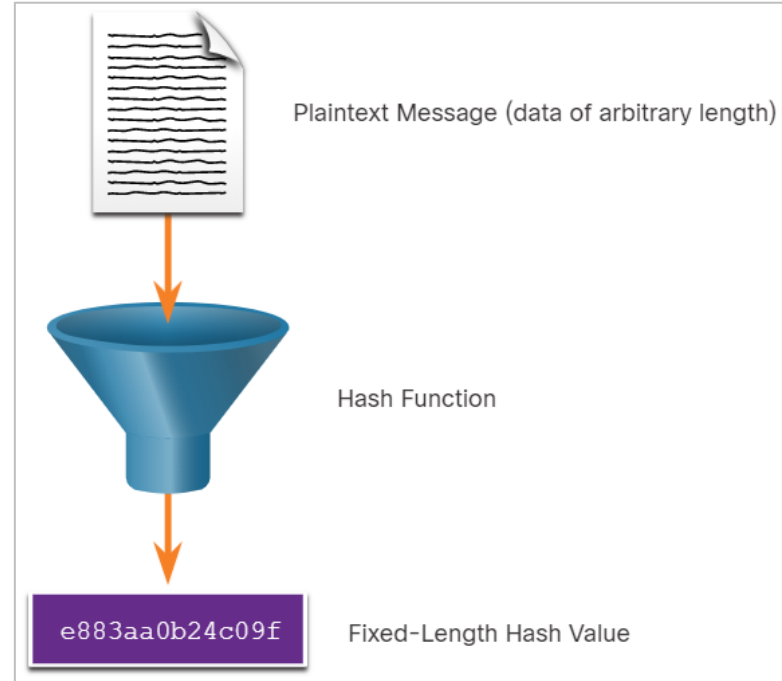 Plaintext Message (data of arbitrary length)
Hash Function
e883aa0b24c09f
Fixed-Length Hash Value